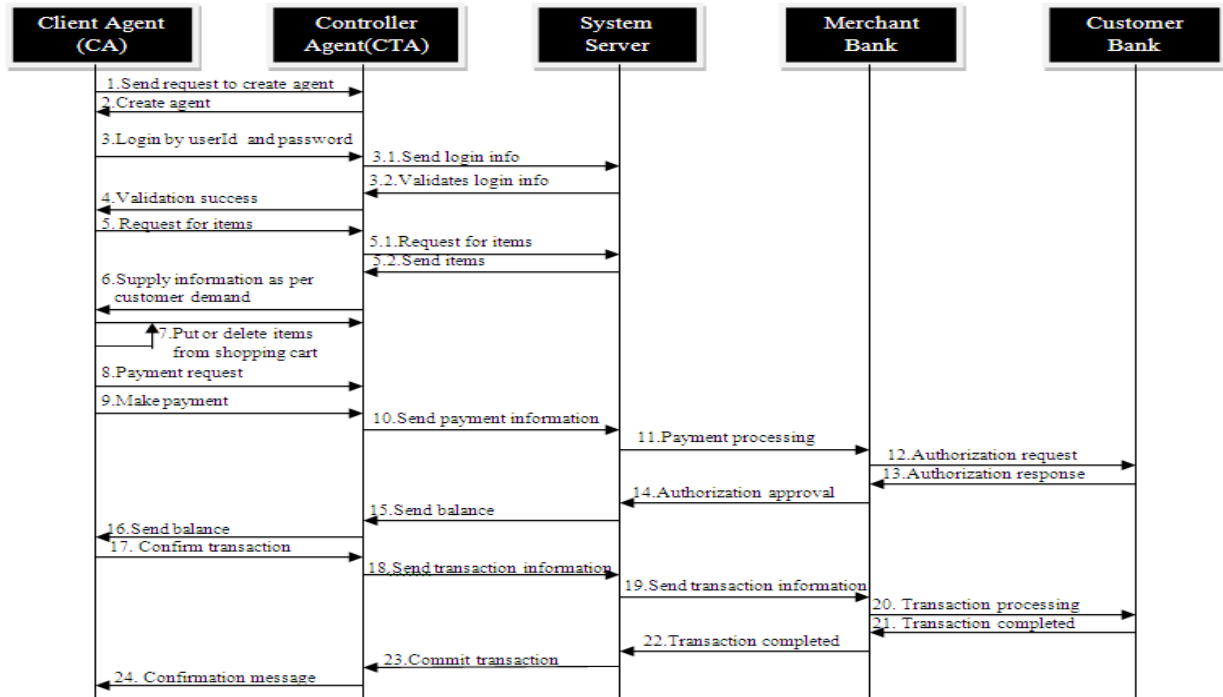 Client Agent
(CA)
Controller
Agent(CTA)
System
Server
Merchant
Bank
Customer
Bank
1.Send request to create agent
2.Create agent
3.Login by userId and password
3.1.Send login info
3.2.Validates login info
4.Validation success
5. Request for items
5.1.Request for items
5.2.Send items
6.Supply information as per
customer demand
7.Put or delete items
from shopping cart
8.Payment request
9.Make payment
10.Send payment information
11.Payment processing
12.Authorization request
13.Authorization response
14.Authorization approval
15.Send balance
16.Send balance
17. Confirm transaction
18.Send transaction information
19.Send transaction information
20. Transaction processing
21. Transaction completed
22.Transaction completed
23.Commit transaction
24. Confirmation message